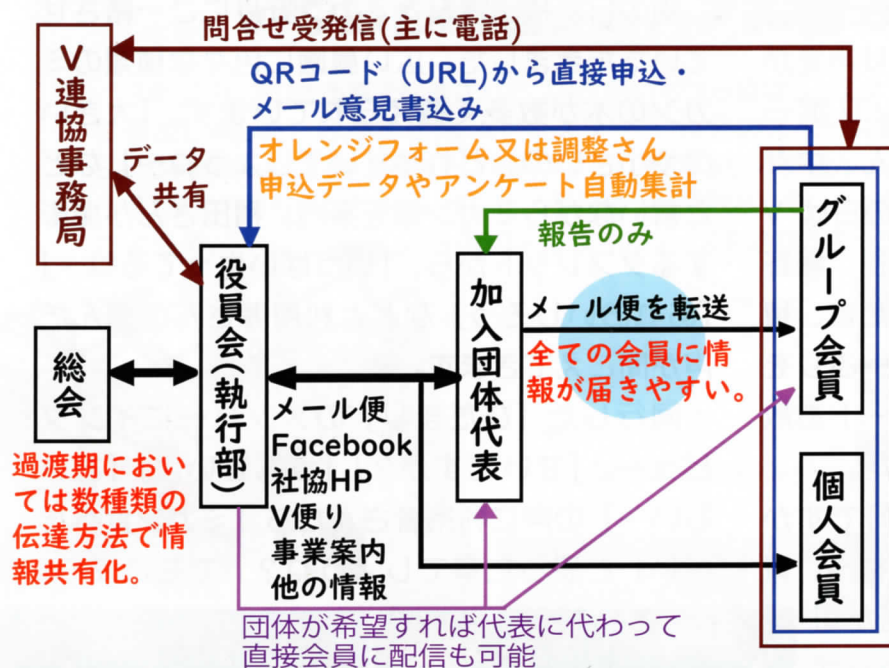 問合せ受発信(主に電話)
V連協事務局
QRコード（URL)から直接申込・
メール意見書込み
データ
共有
オレンジフォーム又は調整さん
申込データやアンケート自動集計
報告のみ
グループ会員
役員会(執行部)
加入団体代表
メール便を転送
全ての会員に情
報が届きやすい。
総会
メール便
Facebook
社協HP
V便り
事業案内
他の情報
個人会員
過渡期におい
ては数種類の
伝達方法で情
報共有化。
団体が希望すれば代表に代わって
直接会員に配信も可能